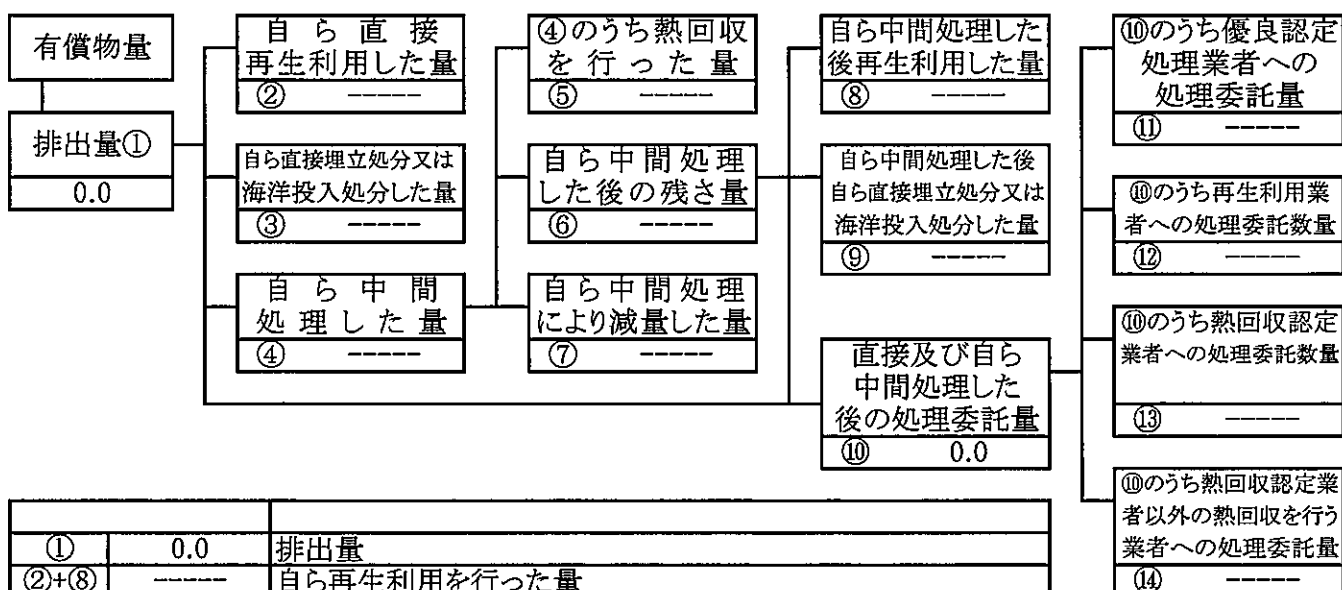 有償物量
排出量①
0.0
自ら直接
再生利用した量
② -----
自ら直接埋立処分又は
海洋投入処分した量
③ -----
自ら中間
処理した量
④ -----
④のうち熱回収
を行った量
⑤ -----
自ら中間処理
した後の残さ量
⑥ -----
自ら中間処理
により減量した量
⑦ -----
自ら中間処理した
後再生利用した量
⑧ -----
自ら中間処理した後
自ら直接埋立処分又は
海洋投入処分した量
⑨ -----
直接及び自ら
中間処理した
後の処理委託量
⑩ 0.0
⑩のうち優良認定
処理業者への
処理委託量
⑪ -----
⑩のうち再生利用業
者への処理委託数量
⑫ -----
⑩のうち熱回収認定
業者への処理委託数量
⑬ -----
⑩のうち熱回収認定業
者以外の熱回収を行う
業者への処理委託量
⑭ -----
① 0.0 排出量
②+⑧ ----- 自ら再生利用を行った量